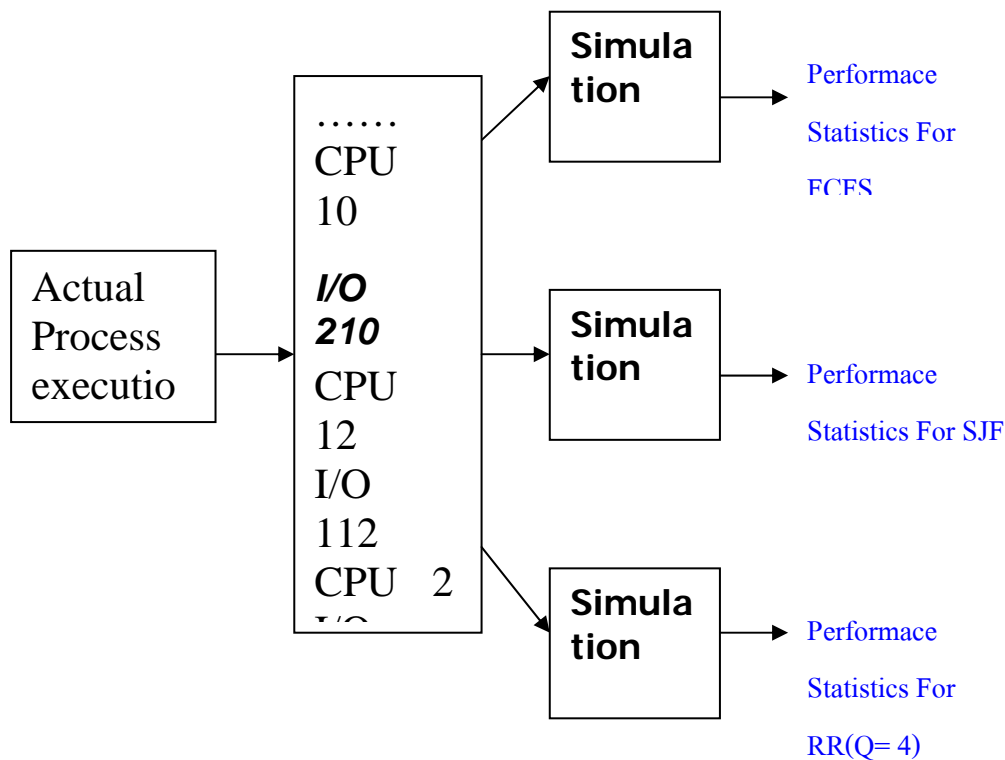 Actual
Process
executio
……
CPU
10
I/O
210
CPU
12
I/O
112
CPU 2
I/O
Simula
tion
Performace
Statistics For
FCFS
Simula
tion
Performace
Statistics For SJF
Simula
tion
Performace
Statistics For
RR(Q= 4)